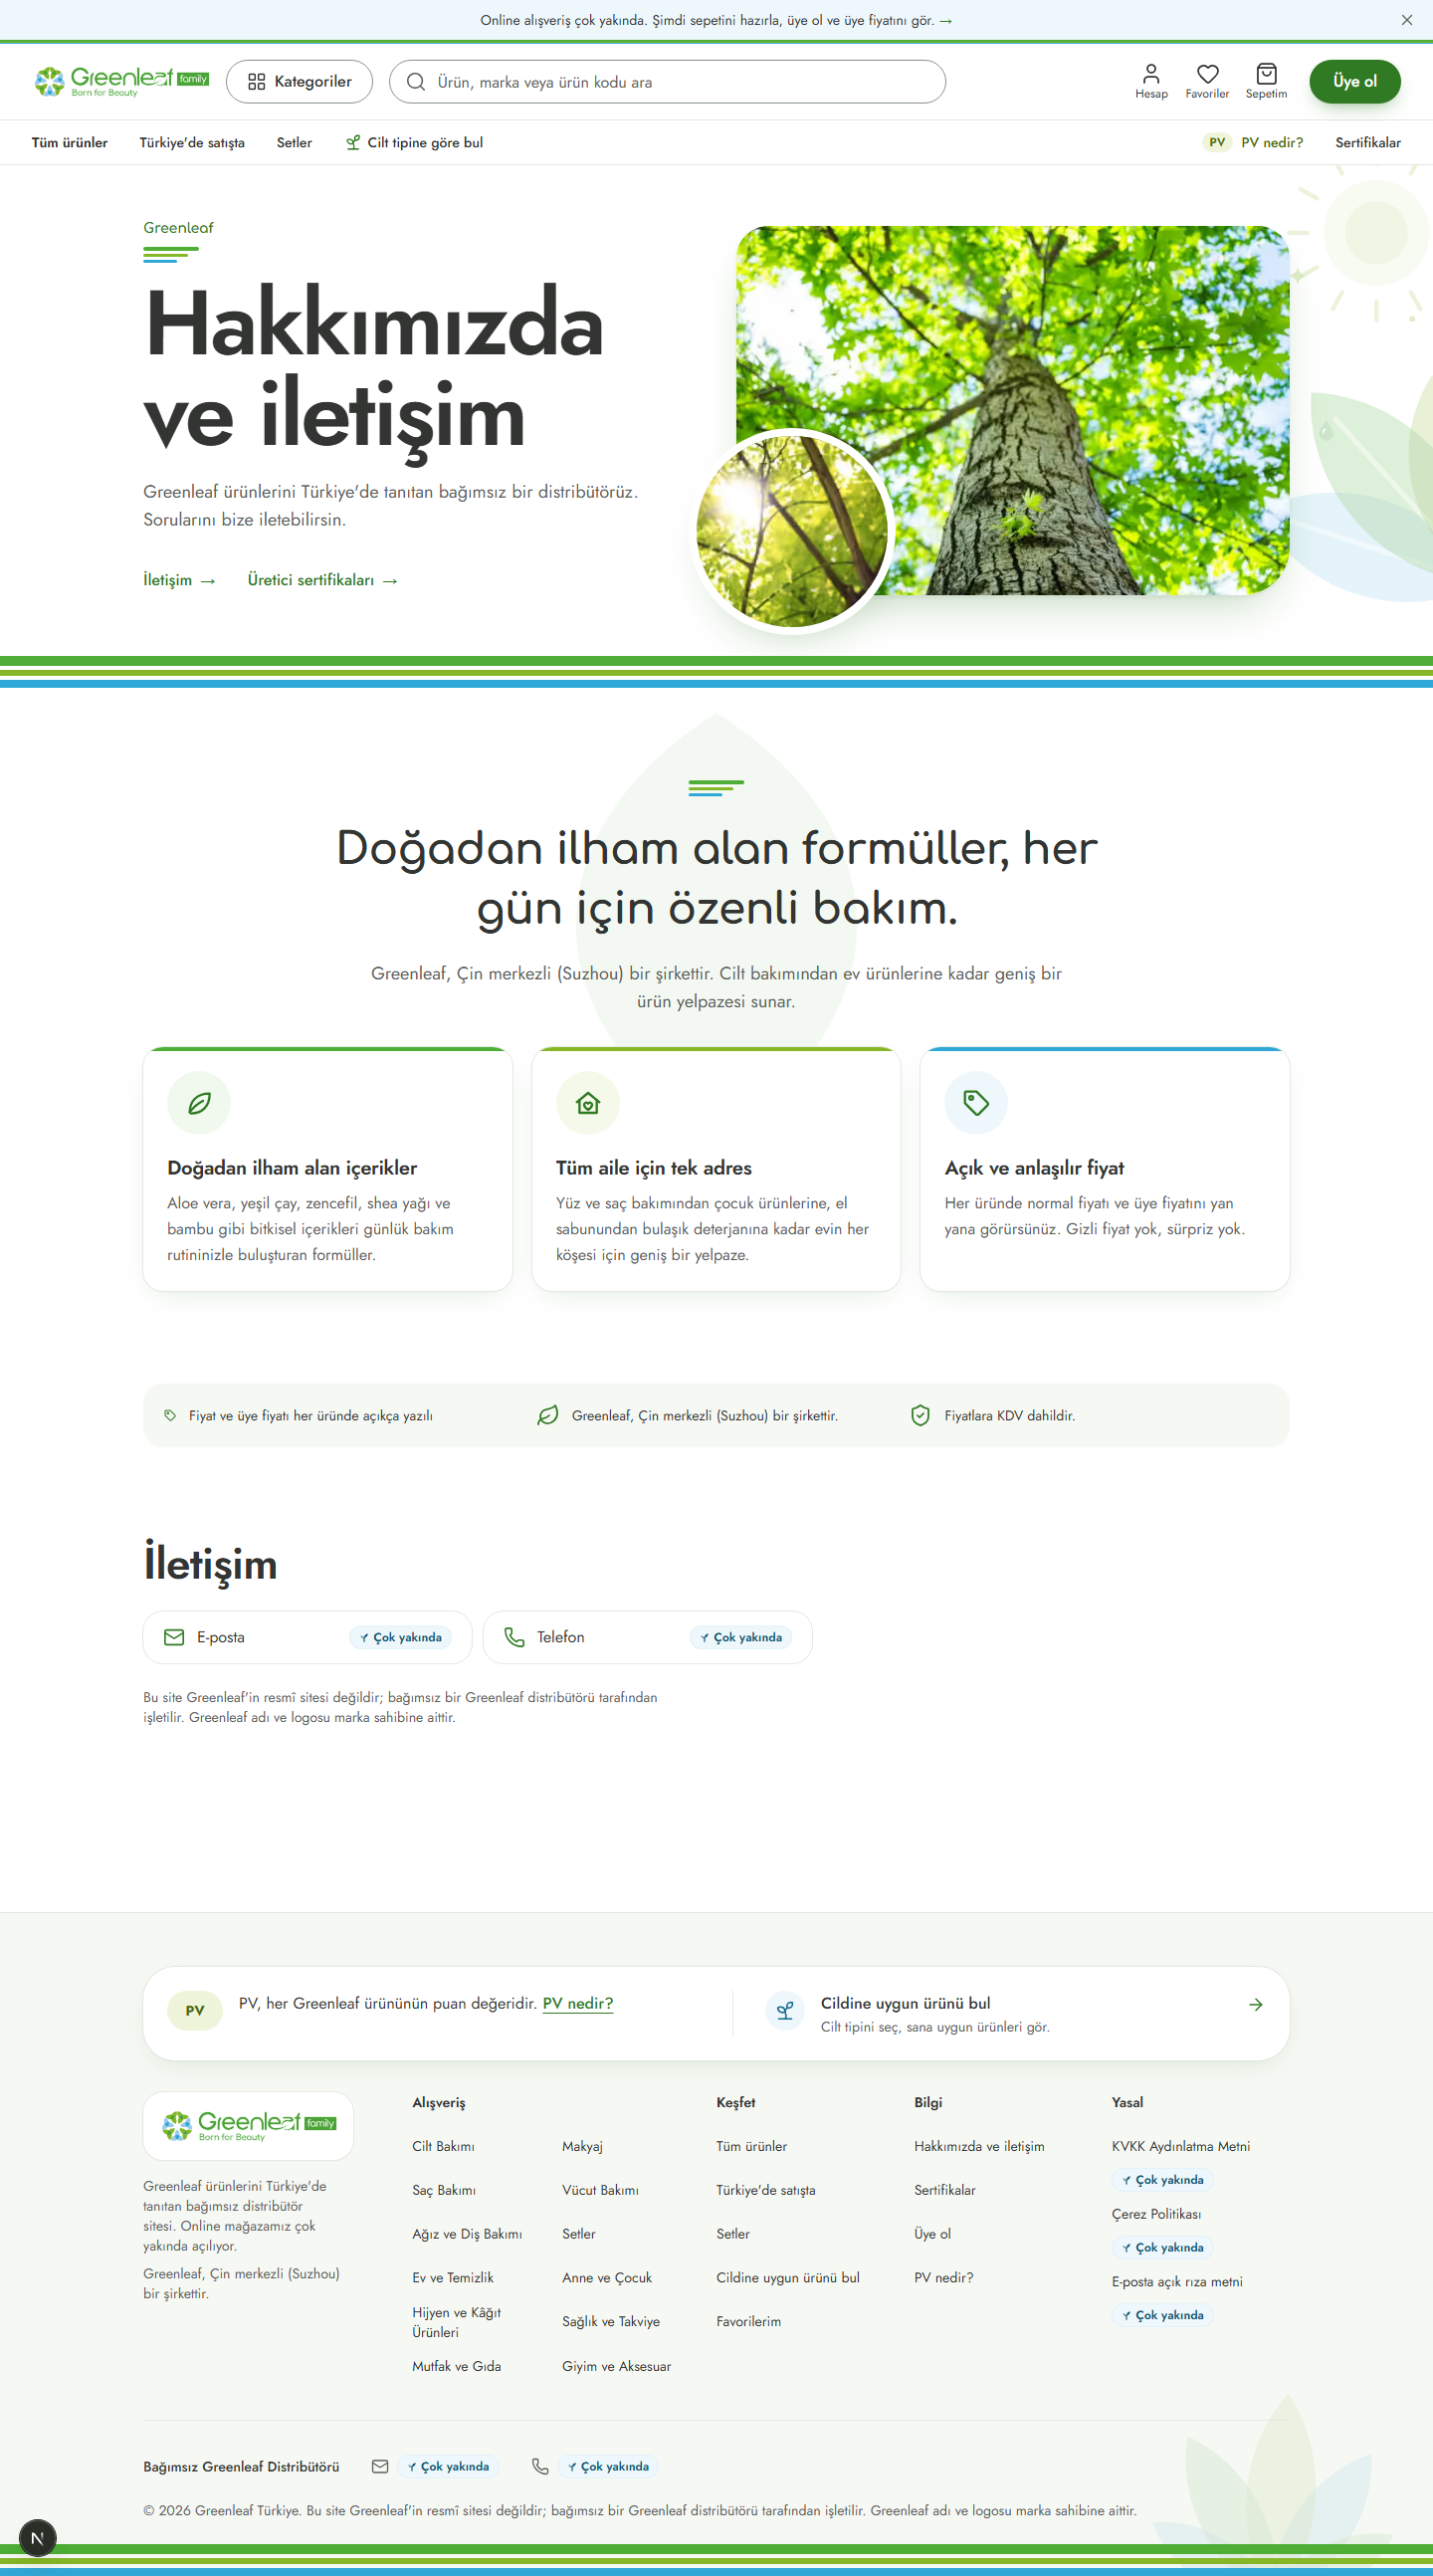 Online alışveriş çok yakında. Şimdi sepetini hazırla, üye ol ve üye fiyatını gör. →
Greenleaf family
Born for Beauty
Kategoriler
Ürün, marka veya ürün kodu ara
Hesap
Favoriler
Sepetim
Üye ol
Tüm ürünler
Türkiye'de satışta
Setler
Cilt tipine göre bul
PV
PV nedir?
Sertifikalar
Greenleaf
Hakkımızda
ve iletişim
Greenleaf ürünlerini Türkiye'de tanıtan bağımsız bir distribütörüz.
Sorularını bize iletebilirsin.
İletişim →
Üretici sertifikaları →
Doğadan ilham alan formüller, her
gün için özenli bakım.
Greenleaf, Çin merkezli (Suzhou) bir şirkettir. Cilt bakımından ev ürünlerine kadar geniş bir
ürün yelpazesi sunar.
Doğadan ilham alan içerikler
Aloe vera, yeşil çay, zencefil, shea yağı ve
bambu gibi bitkisel içerikleri günlük bakım
rutininizle buluşturan formüller.
Tüm aile için tek adres
Yüz ve saç bakımından çocuk ürünlerine, el
sabunundan bulaşık deterjanına kadar evin her
köşesi için geniş bir yelpaze.
Açık ve anlaşılır fiyat
Her üründe normal fiyatı ve üye fiyatını yan
yana görürsünüz. Gizli fiyat yok, sürpriz yok.
Fiyat ve üye fiyatı her üründe açıkça yazılı
Greenleaf, Çin merkezli (Suzhou) bir şirkettir.
Fiyatlara KDV dahildir.
İletişim
E-posta
Çok yakında
Telefon
Çok yakında
Bu site Greenleaf'in resmî sitesi değildir; bağımsız bir Greenleaf distribütörü tarafından
işletilir. Greenleaf adı ve logosu marka sahibine aittir.
PV
PV, her Greenleaf ürününün puan değeridir. PV nedir?
Cildine uygun ürünü bul
Cilt tipini seç, sana uygun ürünleri gör.
Greenleaf family
Born for Beauty
Greenleaf ürünlerini Türkiye'de
tanıtan bağımsız distribütör
sitesi. Online mağazamız çok
yakında açılıyor.
Greenleaf, Çin merkezli (Suzhou)
bir şirkettir.
Alışveriş
Cilt Bakımı
Saç Bakımı
Ağız ve Diş Bakımı
Ev ve Temizlik
Hijyen ve Kâğıt
Ürünleri
Mutfak ve Gıda
Makyaj
Vücut Bakımı
Setler
Anne ve Çocuk
Sağlık ve Takviye
Giyim ve Aksesuar
Keşfet
Tüm ürünler
Türkiye'de satışta
Setler
Cildine uygun ürünü bul
Favorilerim
Bilgi
Hakkımızda ve iletişim
Sertifikalar
Üye ol
PV nedir?
Yasal
KVKK Aydınlatma Metni
Çok yakında
Çerez Politikası
Çok yakında
E-posta açık rıza metni
Çok yakında
Bağımsız Greenleaf Distribütörü
Çok yakında
Çok yakında
© 2026 Greenleaf Türkiye. Bu site Greenleaf'in resmî sitesi değildir; bağımsız bir Greenleaf distribütörü tarafından işletilir. Greenleaf adı ve logosu marka sahibine aittir.
N